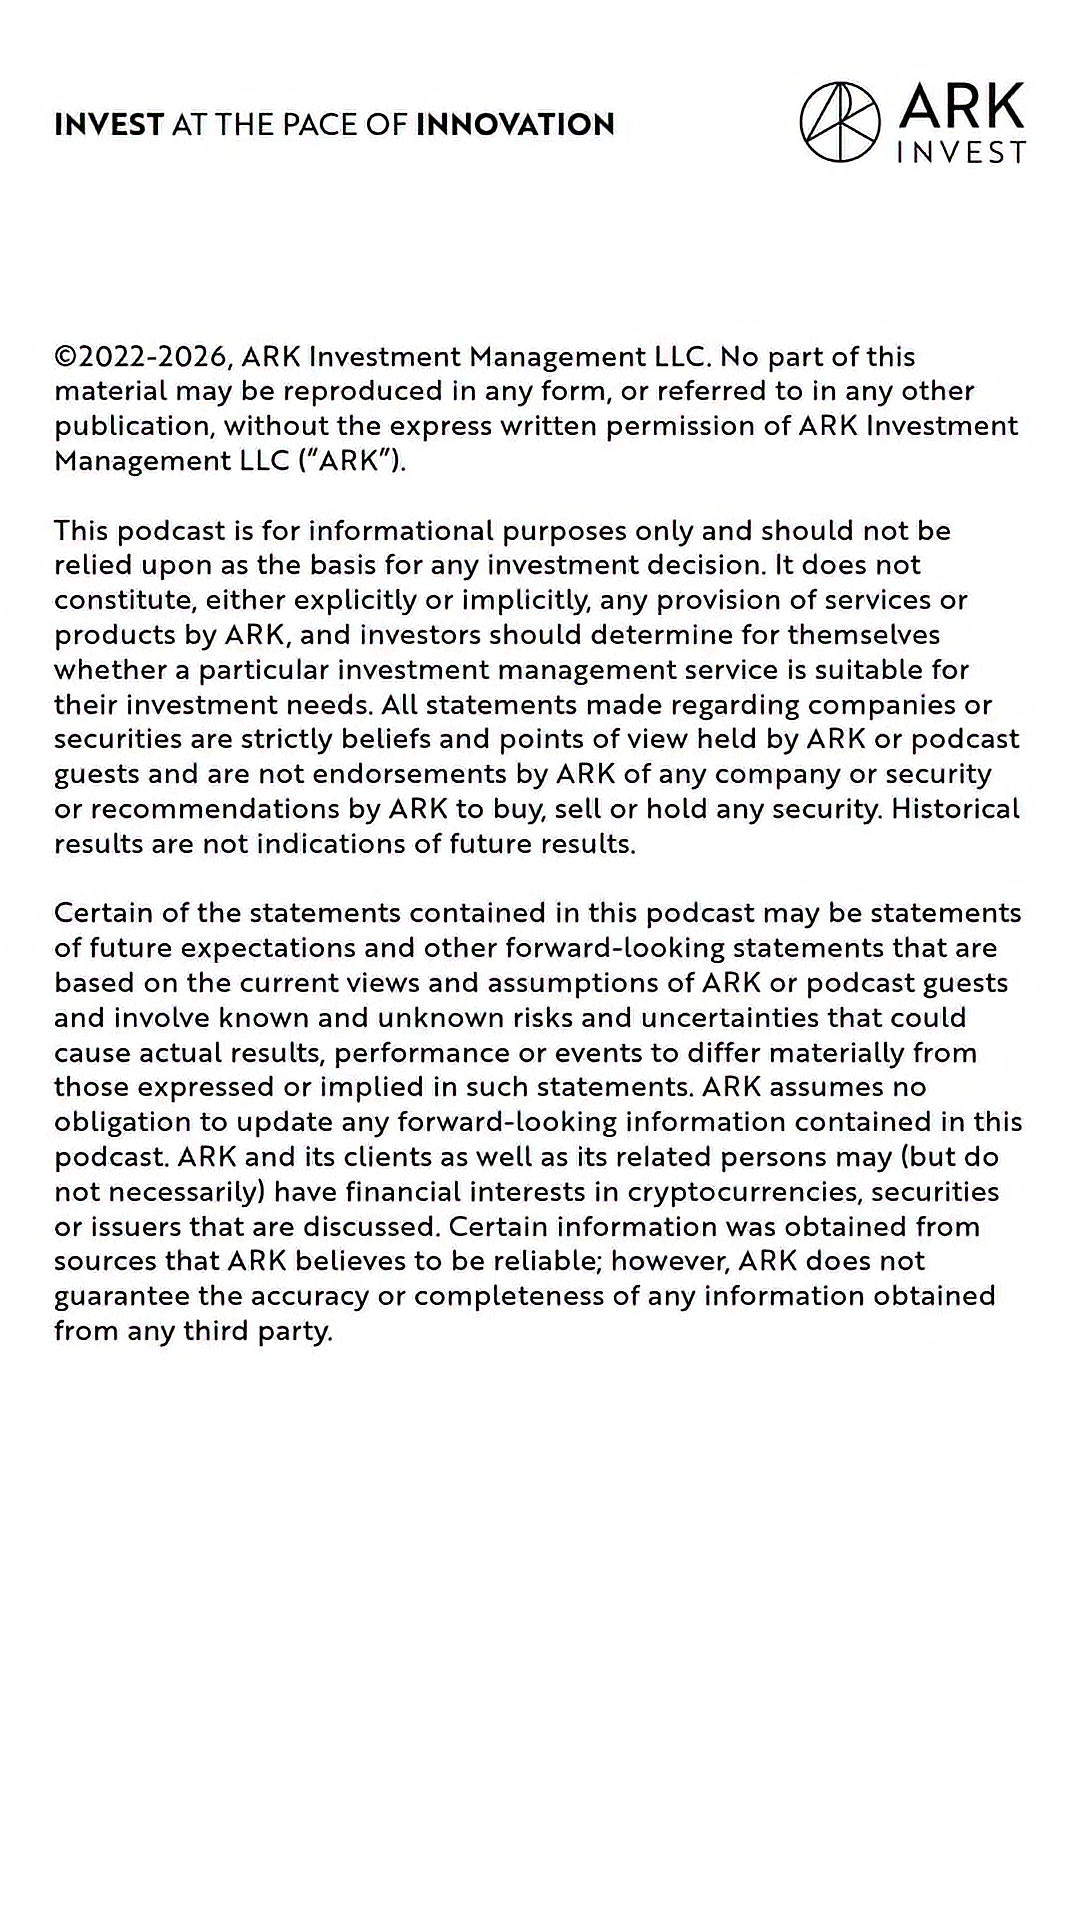 INVEST AT THE PACE OF INNOVATION
ARK
INVEST
©2022-2026, ARK Investment Management LLC. No part of this
material may be reproduced in any form, or referred to in any other
publication, without the express written permission of ARK Investment
Management LLC (“ARK”).
This podcast is for informational purposes only and should not be
relied upon as the basis for any investment decision. It does not
constitute, either explicitly or implicitly, any provision of services or
products by ARK, and investors should determine for themselves
whether a particular investment management service is suitable for
their investment needs. All statements made regarding companies or
securities are strictly beliefs and points of view held by ARK or podcast
guests and are not endorsements by ARK of any company or security
or recommendations by ARK to buy, sell or hold any security. Historical
results are not indications of future results.
Certain of the statements contained in this podcast may be statements
of future expectations and other forward-looking statements that are
based on the current views and assumptions of ARK or podcast guests
and involve known and unknown risks and uncertainties that could
cause actual results, performance or events to differ materially from
those expressed or implied in such statements. ARK assumes no
obligation to update any forward-looking information contained in this
podcast. ARK and its clients as well as its related persons may (but do
not necessarily) have financial interests in cryptocurrencies, securities
or issuers that are discussed. Certain information was obtained from
sources that ARK believes to be reliable; however, ARK does not
guarantee the accuracy or completeness of any information obtained
from any third party.